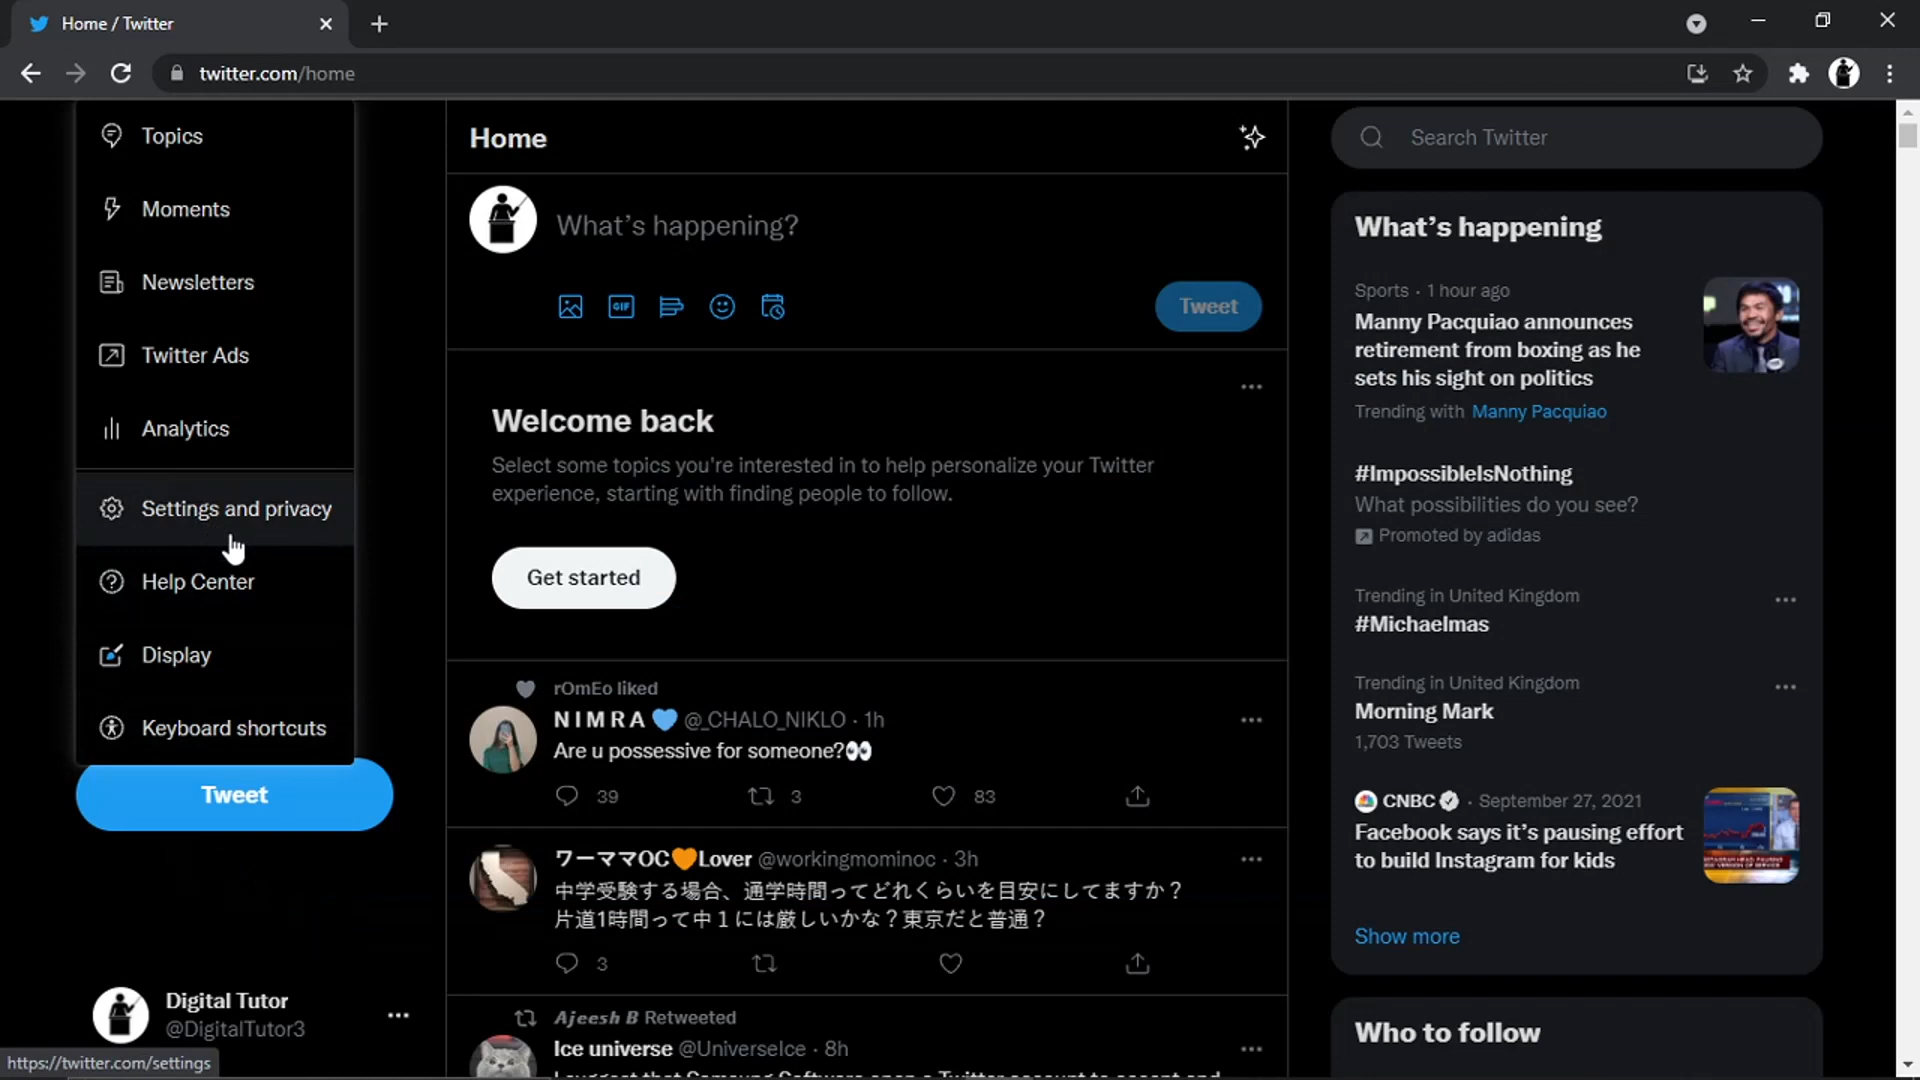 Home / Twitter
twitter.com/home
Topics
Moments
Newsletters
Twitter Ads
Analytics
Settings and privacy
Help Center
Display
Keyboard shortcuts
Tweet
Digital Tutor
@DigitalTutor3
https://twitter.com/settings
Home
What's happening?
GIF
Tweet
Welcome back
Select some topics you're interested in to help personalize your Twitter
experience, starting with finding people to follow.
Get started
rOmEo liked
N I M R A 💙 @_CHALO_NIKLO · 1h
Are u possessive for someone?👀
39 3 83
ワーママOC🧡Lover @workingmominoc · 3h
中学受験する場合、通学時間ってどれくらいを目安にしてますか？
片道1時間って中１には厳しいかな？東京だと普通？
3
Ajeesh B Retweeted
Ice universe @UniverseIce · 8h
Search Twitter
What's happening
Sports · 1 hour ago
Manny Pacquiao announces
retirement from boxing as he
sets his sight on politics
Trending with Manny Pacquiao
#ImpossibleIsNothing
What possibilities do you see?
Promoted by adidas
Trending in United Kingdom
#Michaelmas
Trending in United Kingdom
Morning Mark
1,703 Tweets
CNBC · September 27, 2021
Facebook says it's pausing effort
to build Instagram for kids
Show more
Who to follow